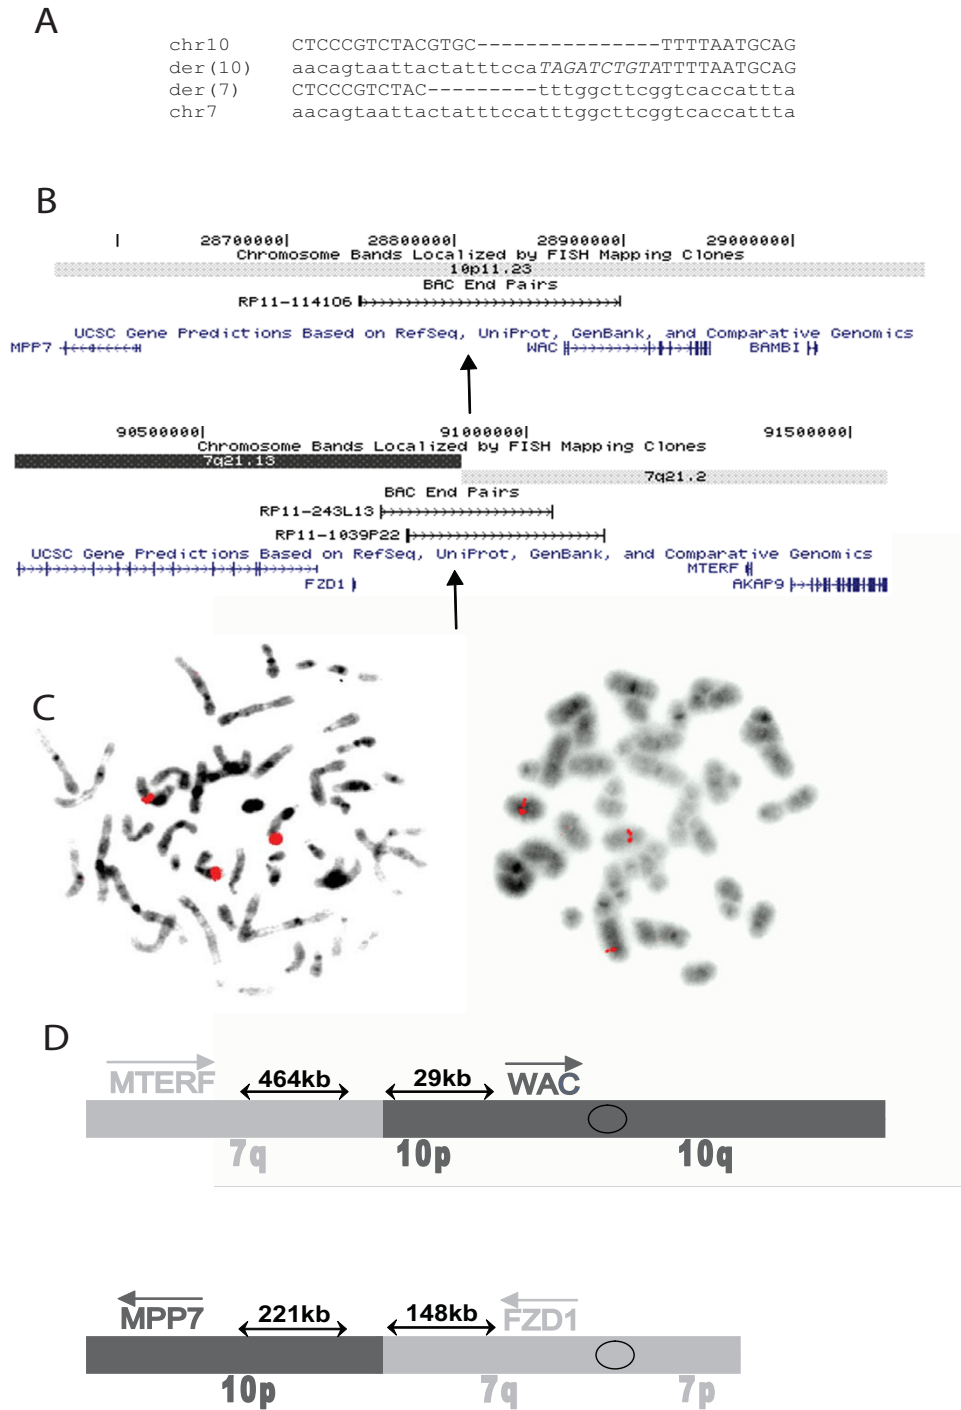 A
chr10 CTCCCGTCTACGTGC---------------TTTTAATGCAG
der(10) aacagtaattactatttccaTAGATCTGTATTTTAATGCAG
der(7) CTCCCGTCTAC---------tttggcttcggtcaccattta
chr7 aacagtaattactatttccatttggcttcggtcaccattta
B
28700000| 28800000| 28900000| 29000000|
Chromosome Bands Localized by FISH Mapping Clones
10p11.23
BAC End Pairs
RP11-114O6
UCSC Gene Predictions Based on RefSeq, UniProt, GenBank, and Comparative Genomics
MPP7 WAC BAMBI
90500000| 91000000| 91500000|
Chromosome Bands Localized by FISH Mapping Clones
7q21.13
7q21.2
BAC End Pairs
RP11-243L13
RP11-1039P22
UCSC Gene Predictions Based on RefSeq, UniProt, GenBank, and Comparative Genomics
MTERF
FZD1 AKAP9
C
D
MTERF 464kb 29kb WAC
7q 10p 10q
MPP7 221kb 148kb FZD1
10p 7q 7p